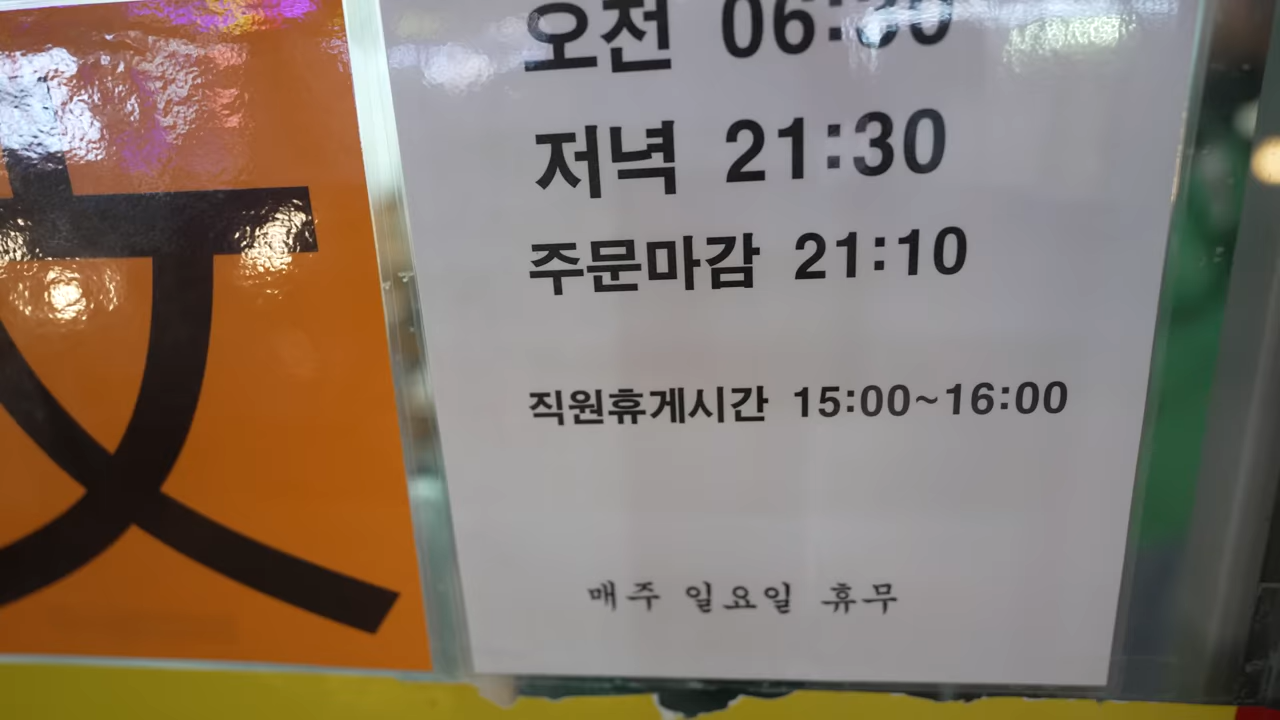 오전 06:30
저녁 21:30
주문마감 21:10
직원휴게시간 15:00~16:00
매주 일요일 휴무